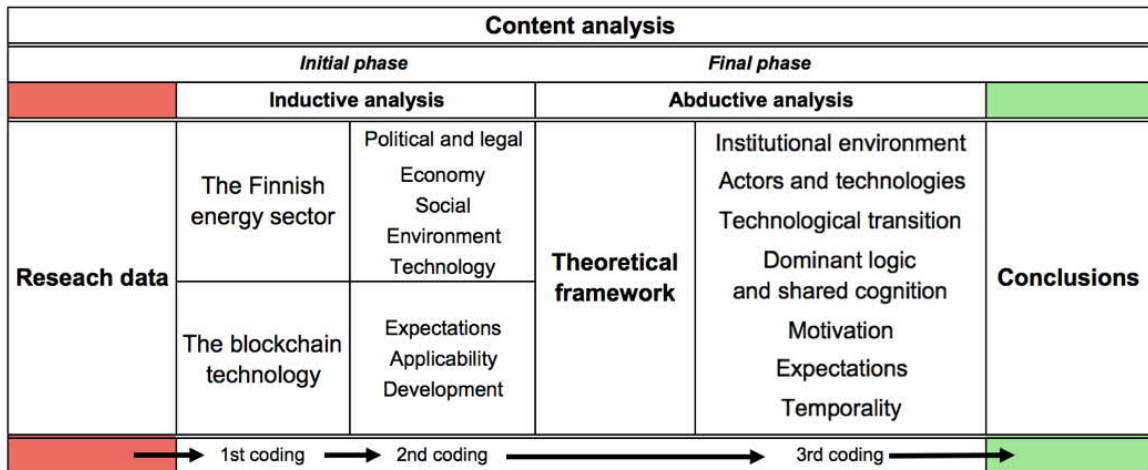 Content analysis
Initial phase
Final phase
Inductive analysis
Abductive analysis
Reseach data
The Finnish
energy sector
The blockchain
technology
Political and legal
Economy
Social
Environment
Technology
Expectations
Applicability
Development
Theoretical
framework
Institutional environment
Actors and technologies
Technological transition
Dominant logic
and shared cognition
Motivation
Expectations
Temporality
Conclusions
1st coding
2nd coding
3rd coding